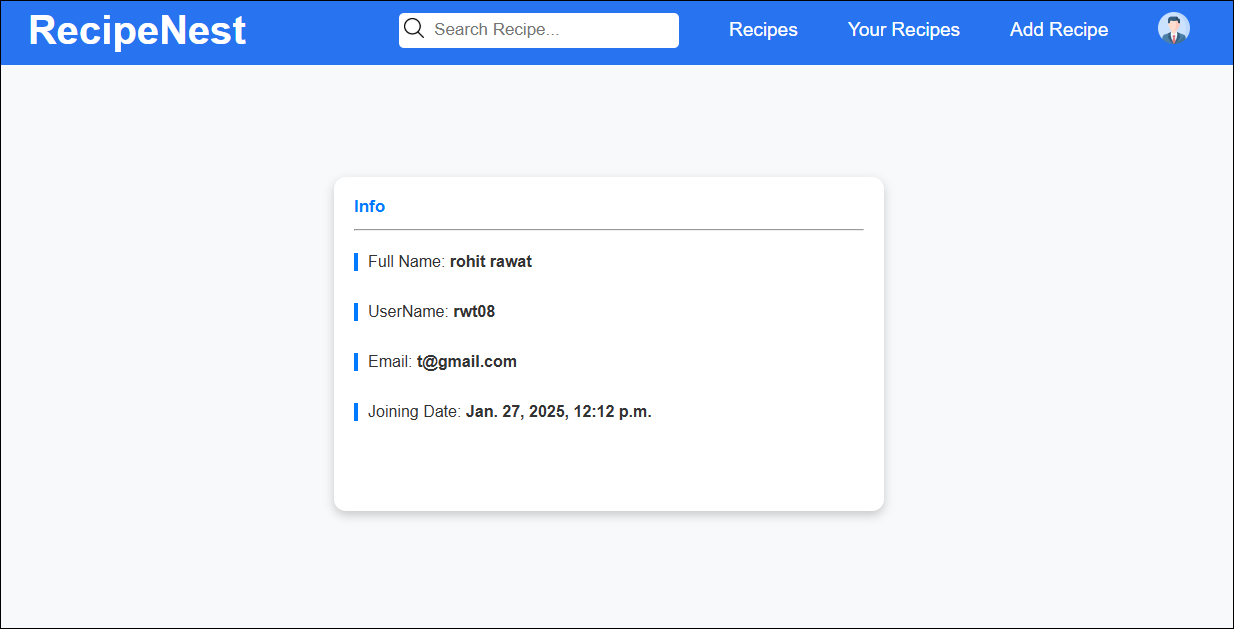 RecipeNest
Search Recipe...
Recipes
Your Recipes
Add Recipe
Info
Full Name: rohit rawat
UserName: rwt08
Email: t@gmail.com
Joining Date: Jan. 27, 2025, 12:12 p.m.